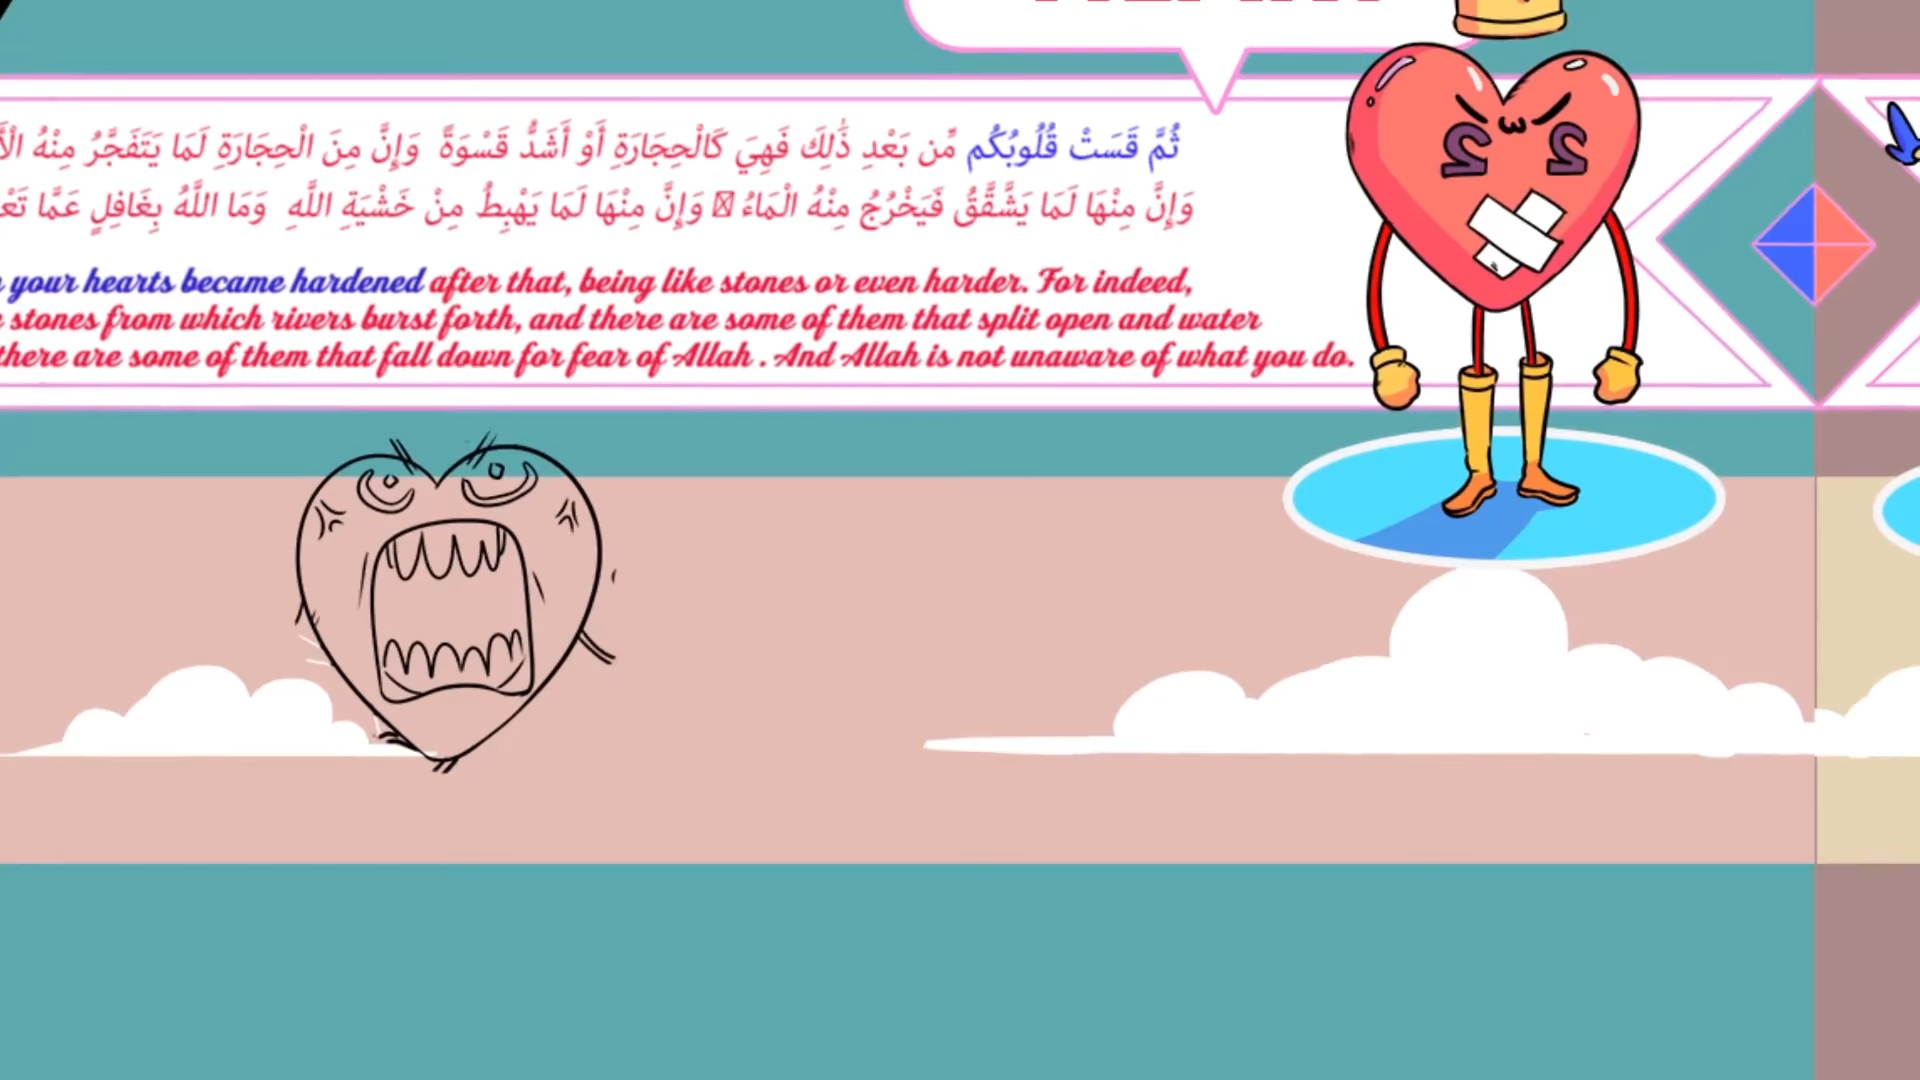 ثُمَّ قَسَتْ قُلُوبُكُم مِّن بَعْدِ ذَٰلِكَ فَهِيَ كَالْحِجَارَةِ أَوْ أَشَدُّ قَسْوَةً وَإِنَّ مِنَ الْحِجَارَةِ لَمَا يَتَفَجَّرُ مِنْهُ
وَإِنَّ مِنْهَا لَمَا يَشَّقَّقُ فَيَخْرُجُ مِنْهُ الْمَاءُ وَإِنَّ مِنْهَا لَمَا يَهْبِطُ مِنْ خَشْيَةِ اللَّهِ وَمَا اللَّهُ بِغَافِلٍ عَمَّا
your hearts became hardened after that, being like stones or even harder. For indeed,
stones from which rivers burst forth, and there are some of them that split open and water
there are some of them that fall down for fear of Allah . And Allah is not unaware of what you do.